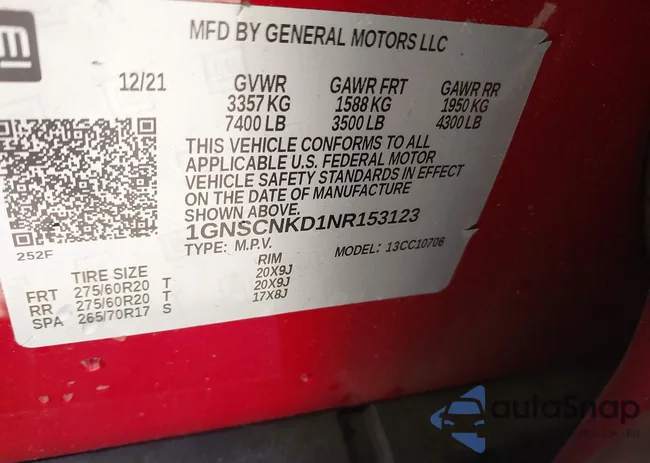 gm
MFD BY GENERAL MOTORS LLC
12/21 GVWR GAWR FRT GAWR RR
3357 KG 1588 KG 1950 KG
7400 LB 3500 LB 4300 LB
THIS VEHICLE CONFORMS TO ALL
APPLICABLE U.S. FEDERAL MOTOR
VEHICLE SAFETY STANDARDS IN EFFECT
ON THE DATE OF MANUFACTURE
SHOWN ABOVE.
1GNSCNKD1NR153123
252F TYPE: M.P.V. MODEL: 13CC10706
TIRE SIZE RIM
FRT 275/60R20 T 20X9J
RR 275/60R20 T 20X9J
SPA 265/70R17 S 17X8J
autoSnap